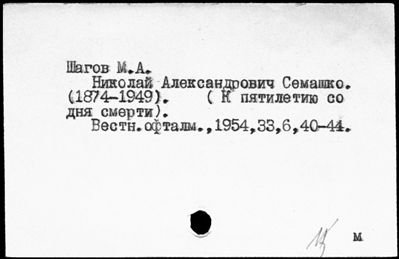 Шагов М.А.
Николай Александрович Семашко.
(1874-1949). ( К пятилетию со
дня смерти).
Вестн.офталм.,1954,33,6,40-44.
м